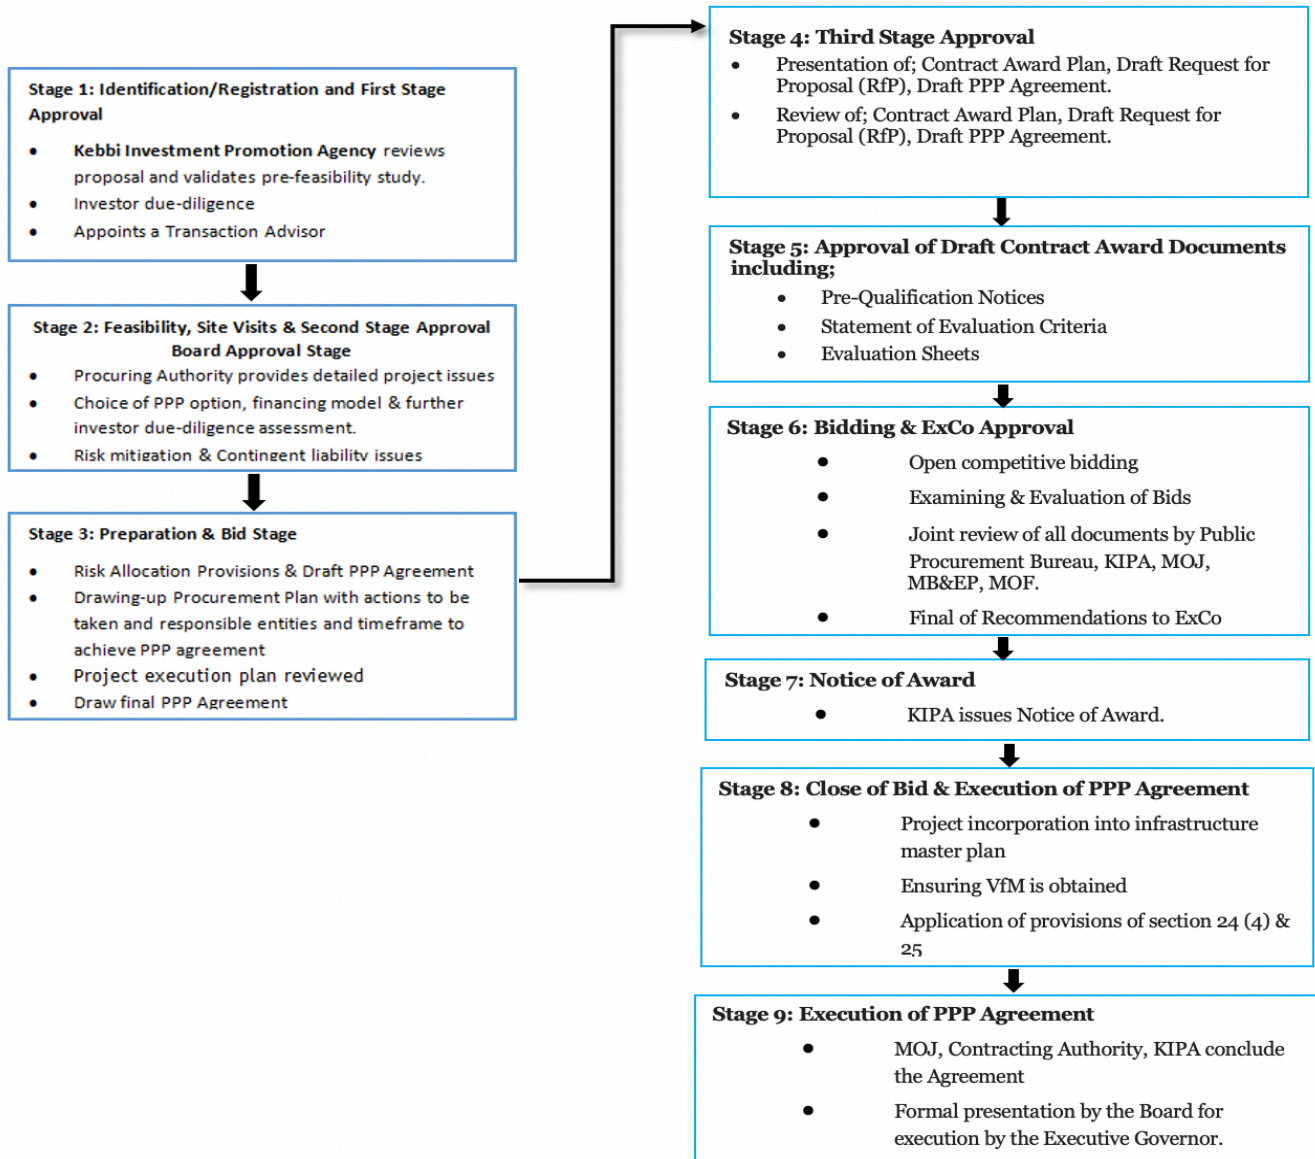 Stage 1: Identification/Registration and First Stage
Approval
• Kebbi Investment Promotion Agency reviews
proposal and validates pre-feasibility study.
• Investor due-diligence
• Appoints a Transaction Advisor
Stage 2: Feasibility, Site Visits & Second Stage Approval
Board Approval Stage
• Procuring Authority provides detailed project issues
• Choice of PPP option, financing model & further
investor due-diligence assessment.
• Risk mitigation & Contingent liability issues
Stage 3: Preparation & Bid Stage
• Risk Allocation Provisions & Draft PPP Agreement
• Drawing-up Procurement Plan with actions to be
taken and responsible entities and timeframe to
achieve PPP agreement
• Project execution plan reviewed
• Draw final PPP Agreement
Stage 4: Third Stage Approval
• Presentation of; Contract Award Plan, Draft Request for
Proposal (RfP), Draft PPP Agreement.
• Review of; Contract Award Plan, Draft Request for
Proposal (RfP), Draft PPP Agreement.
Stage 5: Approval of Draft Contract Award Documents
including;
• Pre-Qualification Notices
• Statement of Evaluation Criteria
• Evaluation Sheets
Stage 6: Bidding & ExCo Approval
• Open competitive bidding
• Examining & Evaluation of Bids
• Joint review of all documents by Public
Procurement Bureau, KIPA, MOJ,
MB&EP, MOF.
• Final of Recommendations to ExCo
Stage 7: Notice of Award
• KIPA issues Notice of Award.
Stage 8: Close of Bid & Execution of PPP Agreement
• Project incorporation into infrastructure
master plan
• Ensuring VfM is obtained
• Application of provisions of section 24 (4) &
25
Stage 9: Execution of PPP Agreement
• MOJ, Contracting Authority, KIPA conclude
the Agreement
• Formal presentation by the Board for
execution by the Executive Governor.